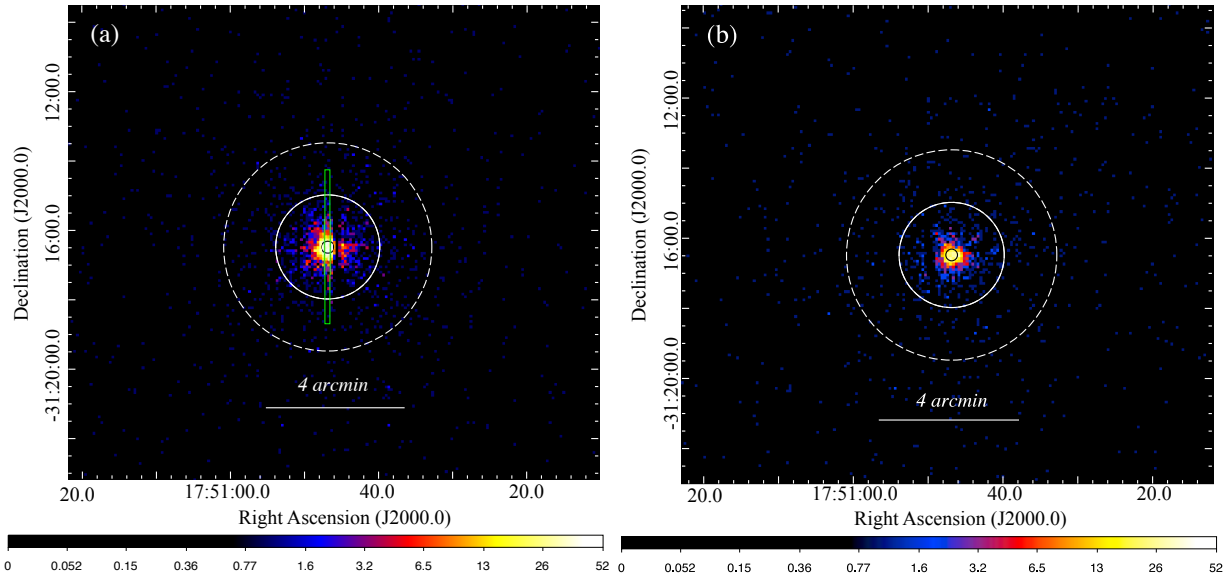 (a)
Declination (J2000.0)
12:00.0
16:00.0
-31:20:00.0
4 arcmin
20.0
17:51:00.0
40.0
20.0
Right Ascension (J2000.0)
0 0.052 0.15 0.36 0.77 1.6 3.2 6.5 13 26 52
(b)
Declination (J2000.0)
12:00.0
16:00.0
-31:20:00.0
4 arcmin
20.0
17:51:00.0
40.0
20.0
Right Ascension (J2000.0)
0 0.052 0.15 0.36 0.77 1.6 3.2 6.5 13 26 52